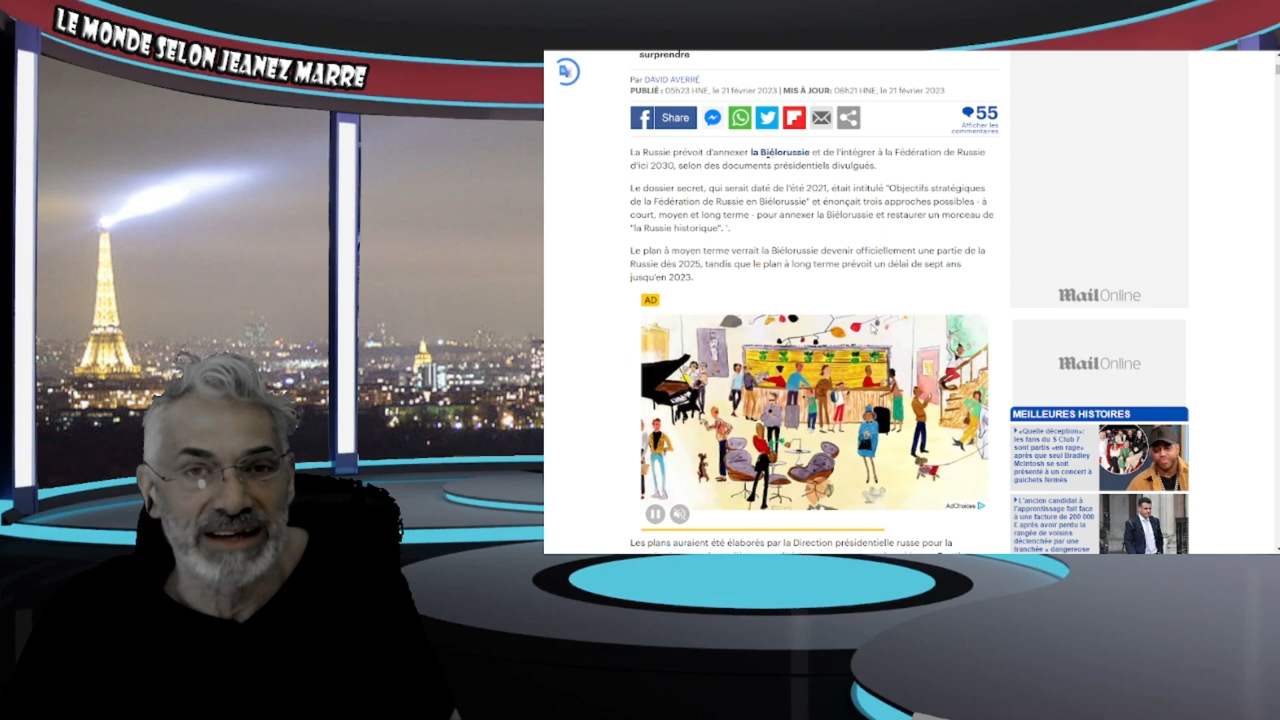 LE MONDE SELON JEANEZ MARRE
surprendre
Par DAVID AVERRÉ
PUBLIÉ : 05h23 HNE, le 21 février 2023 | MIS À JOUR: 06h21 HNE, le 21 février 2023
Share
55
Afficher les
commentaires
La Russie prévoit d'annexer la Biélorussie et de l'intégrer à la Fédération de Russie
d'ici 2030, selon des documents présidentiels divulgués.
Le dossier secret, qui serait daté de l'été 2021, était intitulé "Objectifs stratégiques
de la Fédération de Russie en Biélorussie" et énonçait trois approches possibles - à
court, moyen et long terme - pour annexer la Biélorussie et restaurer un morceau de
"la Russie historique". '.
Le plan à moyen terme verrait la Biélorussie devenir officiellement une partie de la
Russie dès 2025, tandis que le plan à long terme prévoit un délai de sept ans
jusqu'en 2023.
AD
AdChoices
Les plans auraient été élaborés par la Direction présidentielle russe pour la
MailOnline
MailOnline
MEILLEURES HISTOIRES
«Quelle déception»:
les fans du S Club 7
sont partis «en rage»
après que seul Bradley
McIntosh se soit
présenté à un concert à
guichets fermés
L'ancien candidat à
l'apprentissage fait face
à une facture de 200 000
£ après avoir perdu la
rangée de voisins
déclenchée par une
tranchée « dangereuse